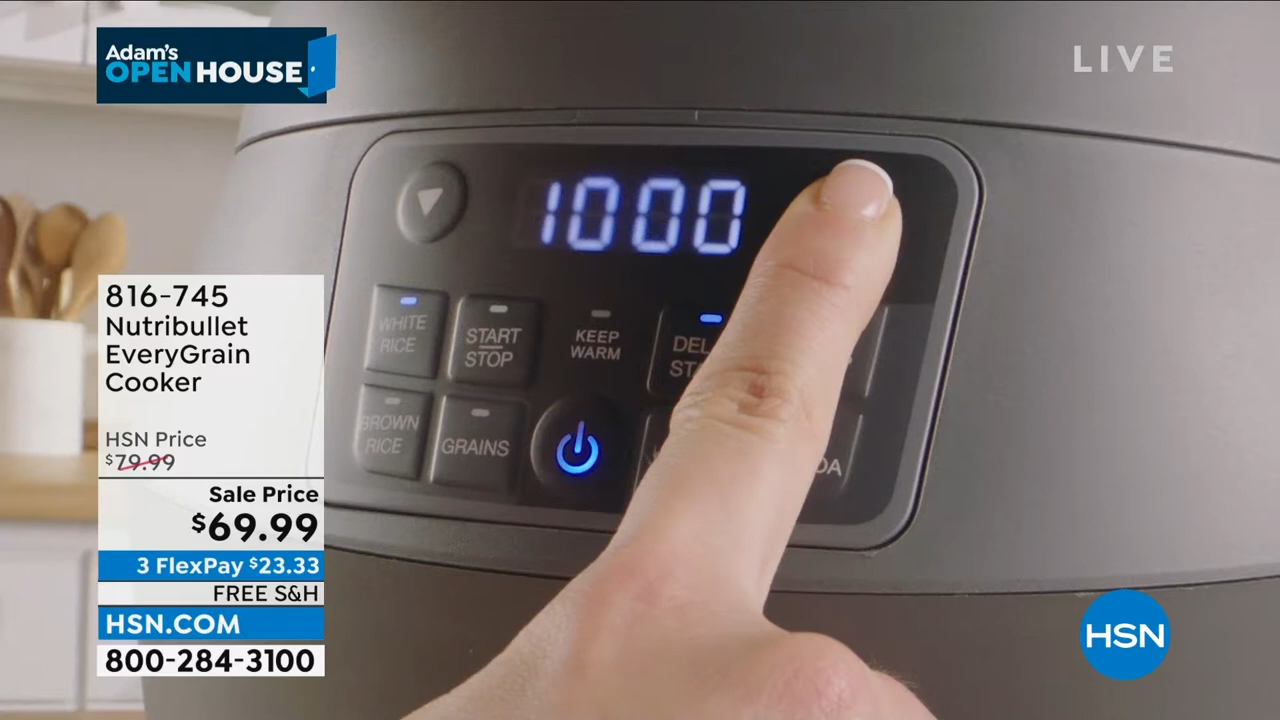 Adam's
OPEN HOUSE
LIVE
1000
WHITE
RICE
START
STOP
KEEP
WARM
BROWN
RICE
GRAINS
816-745
Nutribullet
EveryGrain
Cooker
HSN Price
$79.99
Sale Price
$69.99
3 FlexPay $23.33
FREE S&H
HSN.COM
800-284-3100
HSN